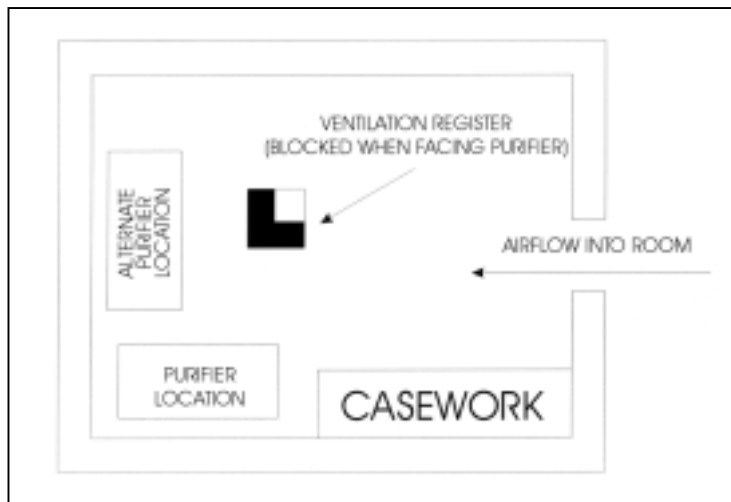 VENTILATION REGISTER
(BLOCKED WHEN FACING PURIFIER)
ALTERNATE
PURIFIER
LOCATION
AIRFLOW INTO ROOM
PURIFIER
LOCATION
CASEWORK